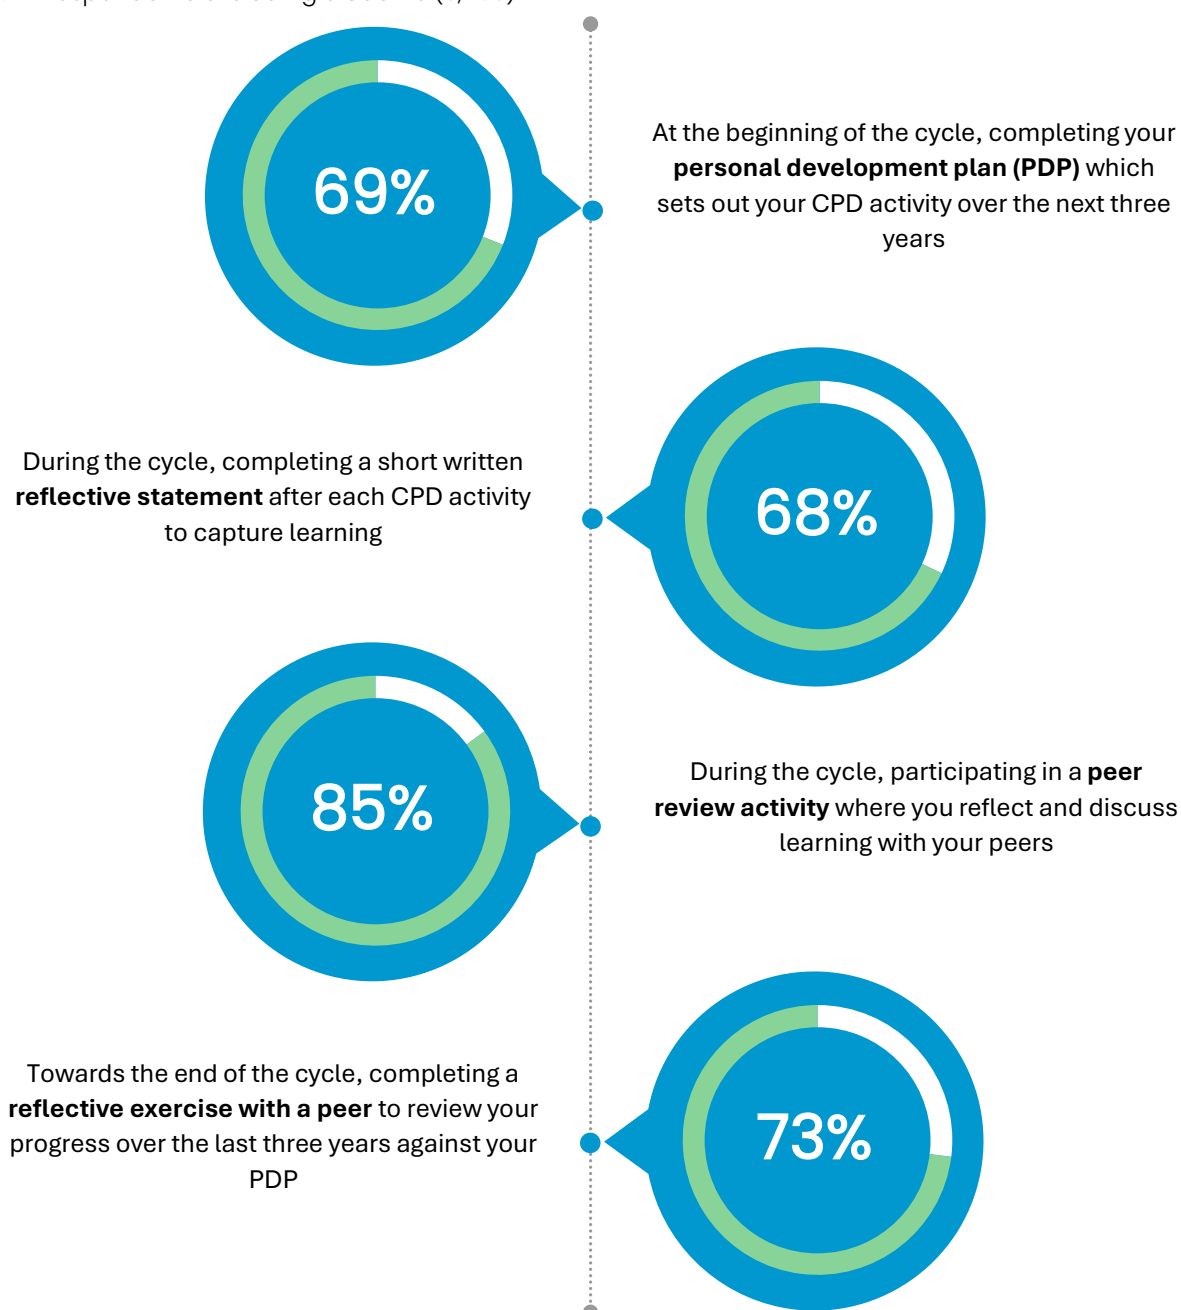 69%
At the beginning of the cycle, completing your
personal development plan (PDP) which
sets out your CPD activity over the next three
years
During the cycle, completing a short written
reflective statement after each CPD activity
to capture learning
68%
85%
During the cycle, participating in a peer
review activity where you reflect and discuss
learning with your peers
Towards the end of the cycle, completing a
reflective exercise with a peer to review your
progress over the last three years against your
PDP
73%